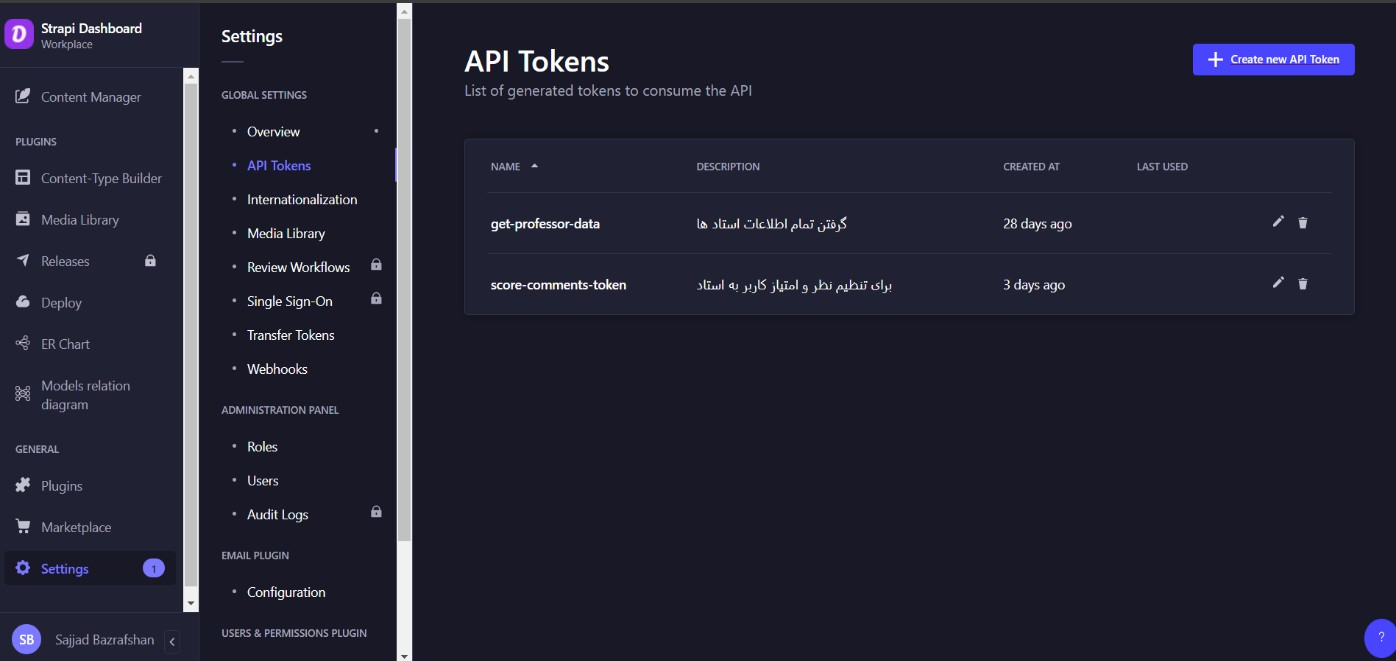 Strapi Dashboard
Workplace
Content Manager
PLUGINS
Content-Type Builder
Media Library
Releases
Deploy
ER Chart
Models relation
diagram
GENERAL
Plugins
Marketplace
Settings 1
SB Sajjad Bazrafshan
Settings
GLOBAL SETTINGS
Overview
API Tokens
Internationalization
Media Library
Review Workflows
Single Sign-On
Transfer Tokens
Webhooks
ADMINISTRATION PANEL
Roles
Users
Audit Logs
EMAIL PLUGIN
Configuration
USERS & PERMISSIONS PLUGIN
API Tokens
List of generated tokens to consume the API
Create new API Token
NAME DESCRIPTION CREATED AT LAST USED
get-professor-data گرفتن تمام اطلاعات استاد ها 28 days ago
score-comments-token برای تنظیم نظر و امتیاز کاربر به استاد 3 days ago
?